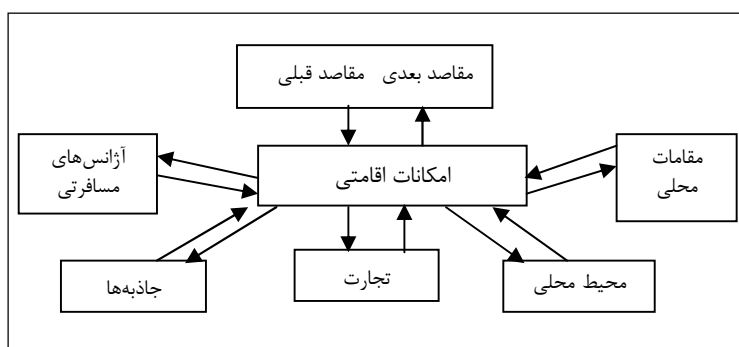 مقاصد بعدی مقاصد قبلی
آژانس‌های
مسافرتی
امکانات اقامتی
مقامات
محلی
جاذبه‌ها
تجارت
محیط محلی